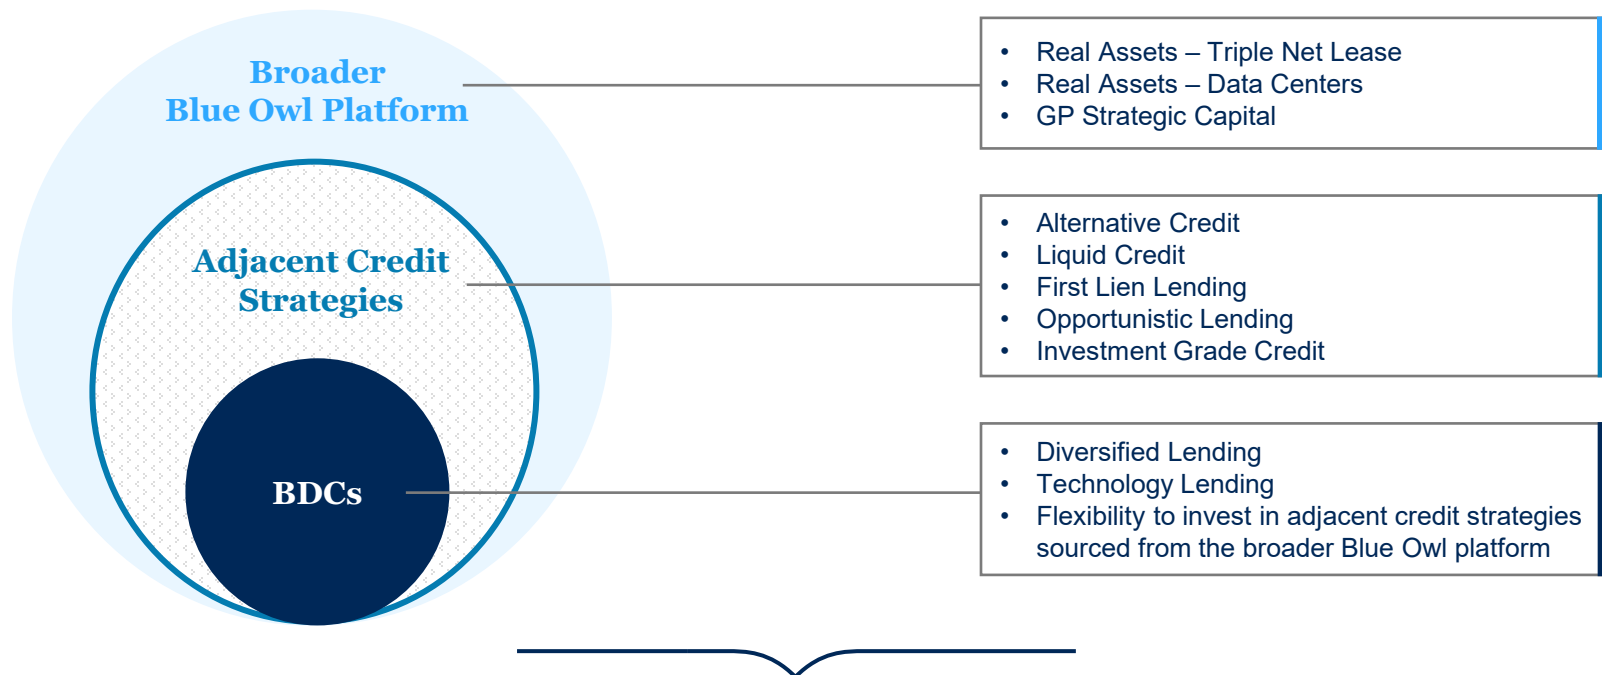 Broader
Blue Owl Platform
• Real Assets – Triple Net Lease
• Real Assets – Data Centers
• GP Strategic Capital
Adjacent Credit
Strategies
• Alternative Credit
• Liquid Credit
• First Lien Lending
• Opportunistic Lending
• Investment Grade Credit
BDCs
• Diversified Lending
• Technology Lending
• Flexibility to invest in adjacent credit strategies
sourced from the broader Blue Owl platform